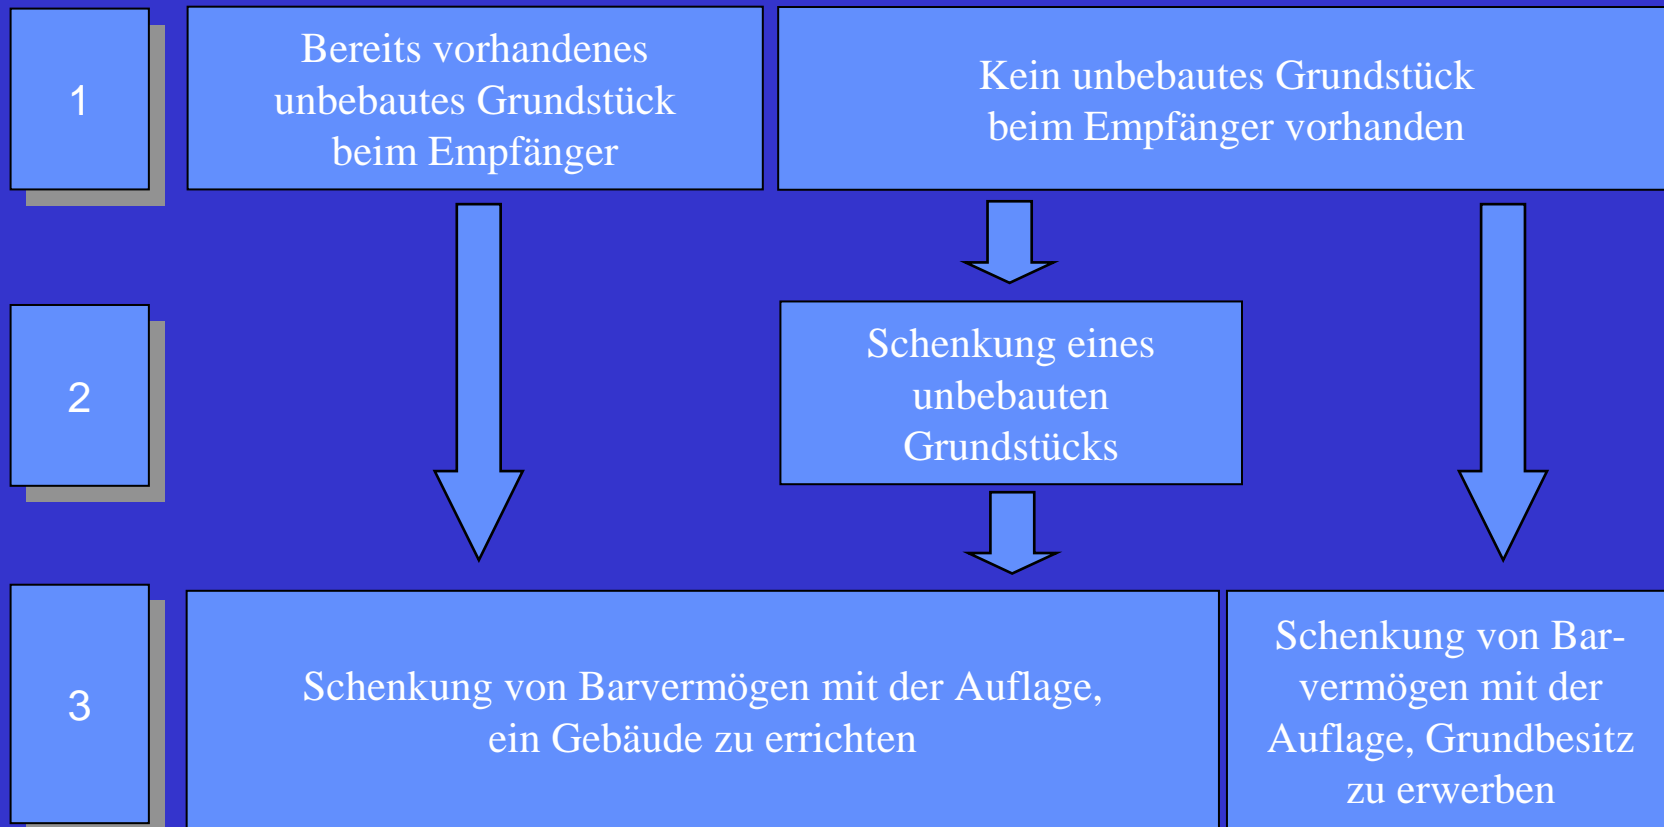 1
Bereits vorhandenes
unbebautes Grundstück
beim Empfänger
Kein unbebautes Grundstück
beim Empfänger vorhanden
2
Schenkung eines
unbebauten
Grundstücks
3
Schenkung von Barvermögen mit der Auflage,
ein Gebäude zu errichten
Schenkung von Bar-
vermögen mit der
Auflage, Grundbesitz
zu erwerben